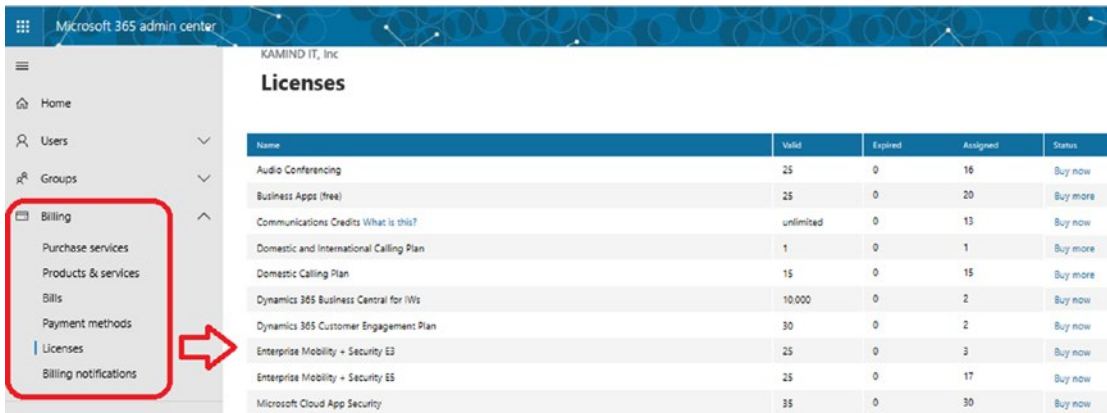 Microsoft 365 admin center
KAMIND IT, Inc
Licenses
Home
Users
Groups
Billing
Purchase services
Products & services
Bills
Payment methods
Licenses
Billing notifications
Name Valid Expired Assigned Status
Audio Conferencing 25 0 16 Buy now
Business Apps (free) 25 0 20 Buy more
Communications Credits What is this? unlimited 0 13 Buy now
Domestic and International Calling Plan 1 0 1 Buy more
Domestic Calling Plan 15 0 15 Buy more
Dynamics 365 Business Central for IWs 10,000 0 2 Buy now
Dynamics 365 Customer Engagement Plan 30 0 2 Buy now
Enterprise Mobility + Security E3 25 0 3 Buy now
Enterprise Mobility + Security E5 25 0 17 Buy now
Microsoft Cloud App Security 35 0 30 Buy now